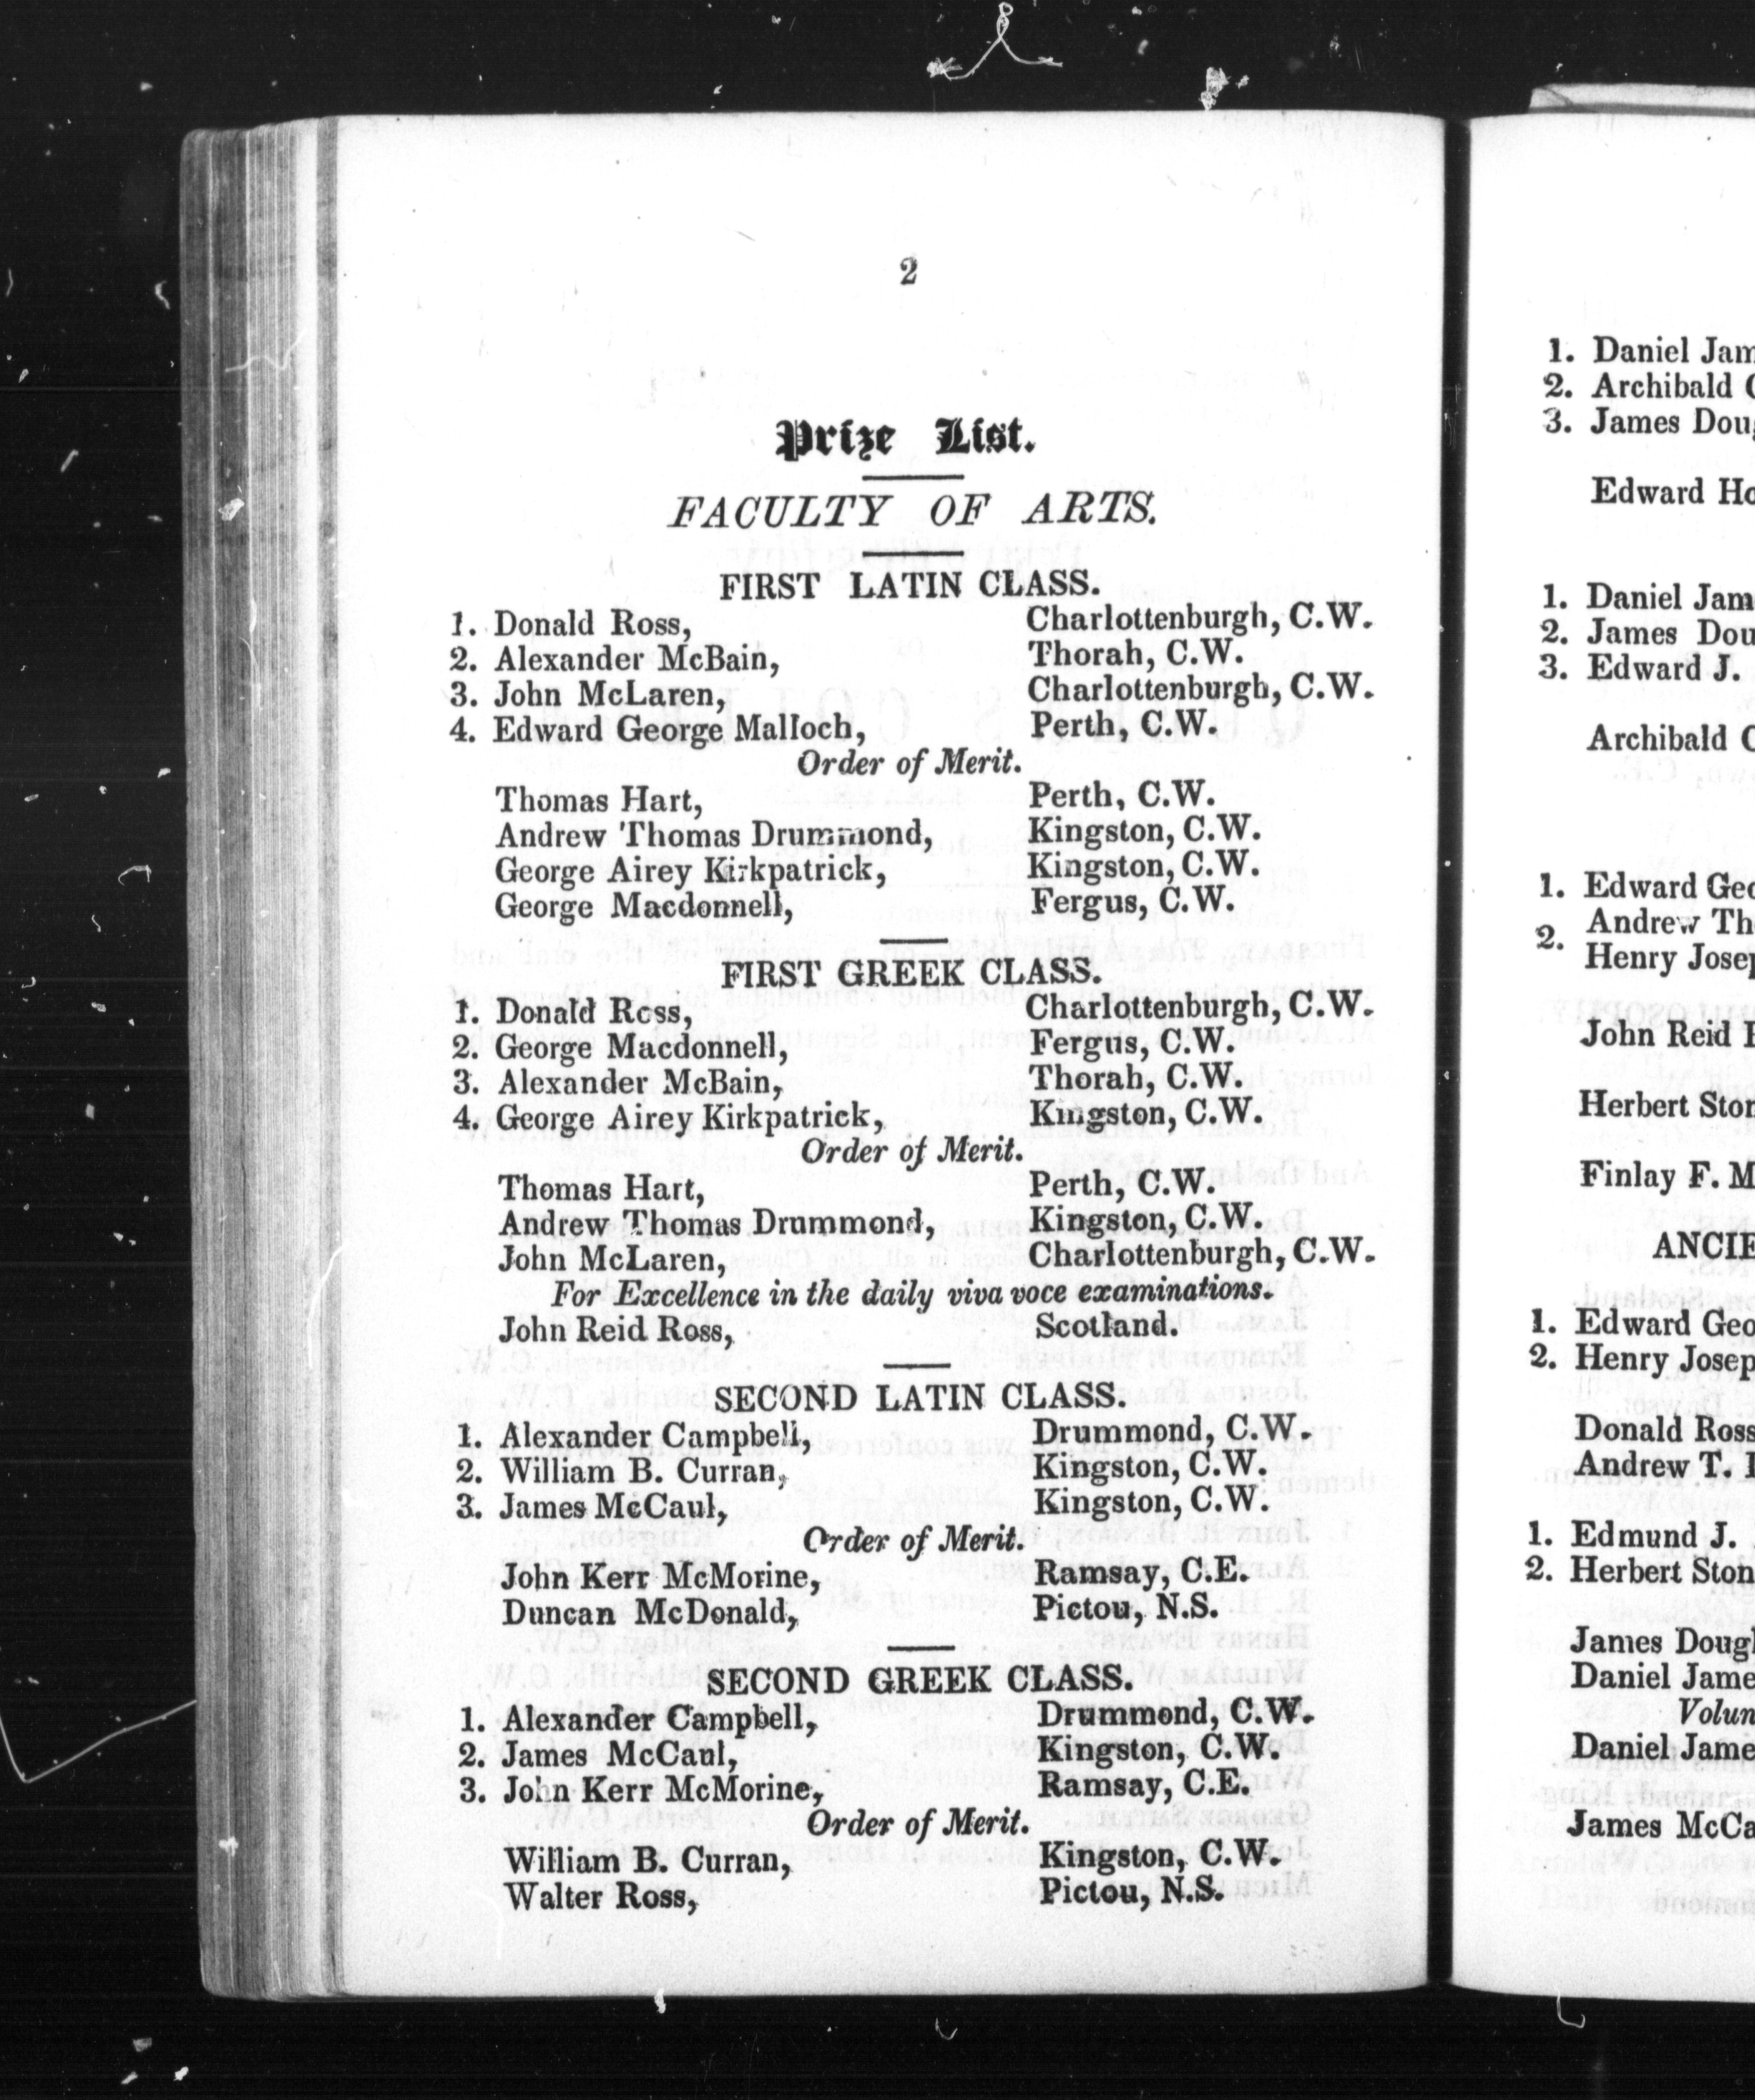 2
Prize List.
FACULTY OF ARTS.
FIRST LATIN CLASS.
1. Donald Ross, Charlottenburgh, C.W.
2. Alexander McBain, Thorah, C.W.
3. John McLaren, Charlottenburgh, C.W.
4. Edward George Malloch, Perth, C.W.
Order of Merit.
Thomas Hart, Perth, C.W.
Andrew Thomas Drummond, Kingston, C.W.
George Airey Kirkpatrick, Kingston, C.W.
George Macdonnell, Fergus, C.W.
FIRST GREEK CLASS.
1. Donald Ross, Charlottenburgh, C.W.
2. George Macdonnell, Fergus, C.W.
3. Alexander McBain, Thorah, C.W.
4. George Airey Kirkpatrick, Kingston, C.W.
Order of Merit.
Thomas Hart, Perth, C.W.
Andrew Thomas Drummond, Kingston, C.W.
John McLaren, Charlottenburgh, C.W.
For Excellence in the daily viva voce examinations.
John Reid Ross, Scotland.
SECOND LATIN CLASS.
1. Alexander Campbell, Drummond, C.W.
2. William B. Curran, Kingston, C.W.
3. James McCaul, Kingston, C.W.
Order of Merit.
John Kerr McMorine, Ramsay, C.E.
Duncan McDonald, Pictou, N.S.
SECOND GREEK CLASS.
1. Alexander Campbell, Drummond, C.W.
2. James McCaul, Kingston, C.W.
3. John Kerr McMorine, Ramsay, C.E.
Order of Merit.
William B. Curran, Kingston, C.W.
Walter Ross, Pictou, N.S.
1. Daniel Jam
2. Archibald C
3. James Doug
Edward Ho
1. Daniel Jam
2. James Dou
3. Edward J.
Archibald C
1. Edward Geo
Andrew Th
2.
Henry Josep
John Reid
Herbert Ston
Finlay F. M
ANCIE
1. Edward Geo
2. Henry Josep
Donald Ross
Andrew T.
1. Edmund J.
2. Herbert Ston
James Dougl
Daniel Jame
Volun
Daniel Jame
James McCa